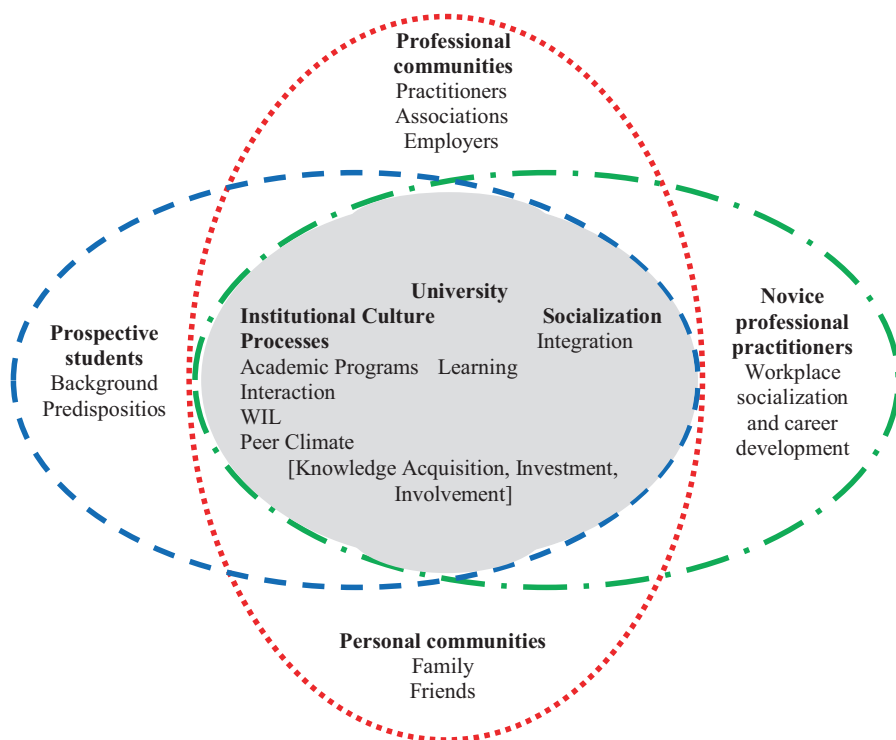 Professional
communities
Practitioners
Associations
Employers
Prospective
students
Background
Predispositios
University
Institutional Culture Socialization
Processes Integration
Academic Programs Learning
Interaction
WIL
Peer Climate
[Knowledge Acquisition, Investment,
Involvement]
Novice
professional
practitioners
Workplace
socialization
and career
development
Personal communities
Family
Friends